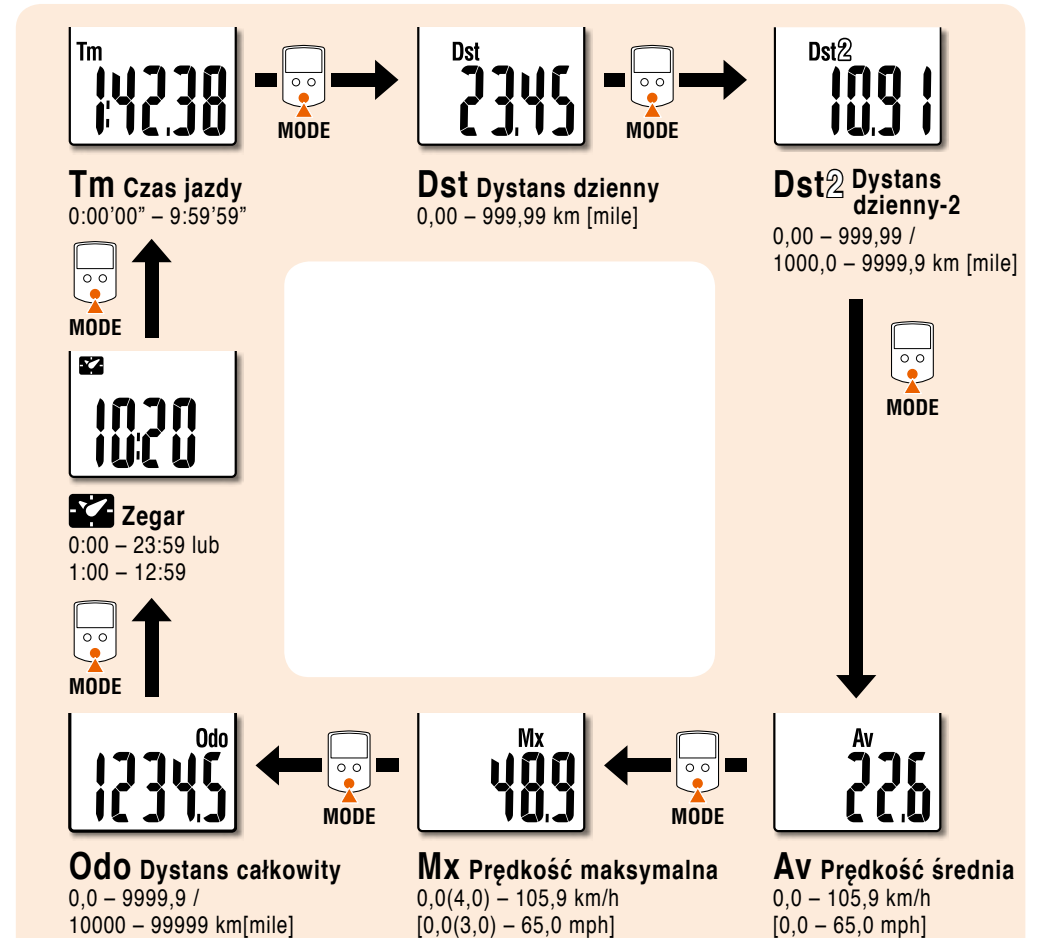 Tm
1:42.38
MODE
Dst
23.45
MODE
Dst2
10.91
Tm Czas jazdy
0:00’00” – 9:59’59”
Dst Dystans dzienny
0,00 – 999,99 km [mile]
Dst2 Dystans
dzienny-2
0,00 – 999,99 /
1000,0 – 9999,9 km [mile]
MODE
MODE
10:20
Zegar
0:00 – 23:59 lub
1:00 – 12:59
MODE
Odo
1234.5
MODE
Mx
48.9
MODE
Av
22.6
Odo Dystans całkowity
0,0 – 9999,9 /
10000 – 99999 km[mile]
Mx Prędkość maksymalna
0,0(4,0) – 105,9 km/h
[0,0(3,0) – 65,0 mph]
Av Prędkość średnia
0,0 – 105,9 km/h
[0,0 – 65,0 mph]